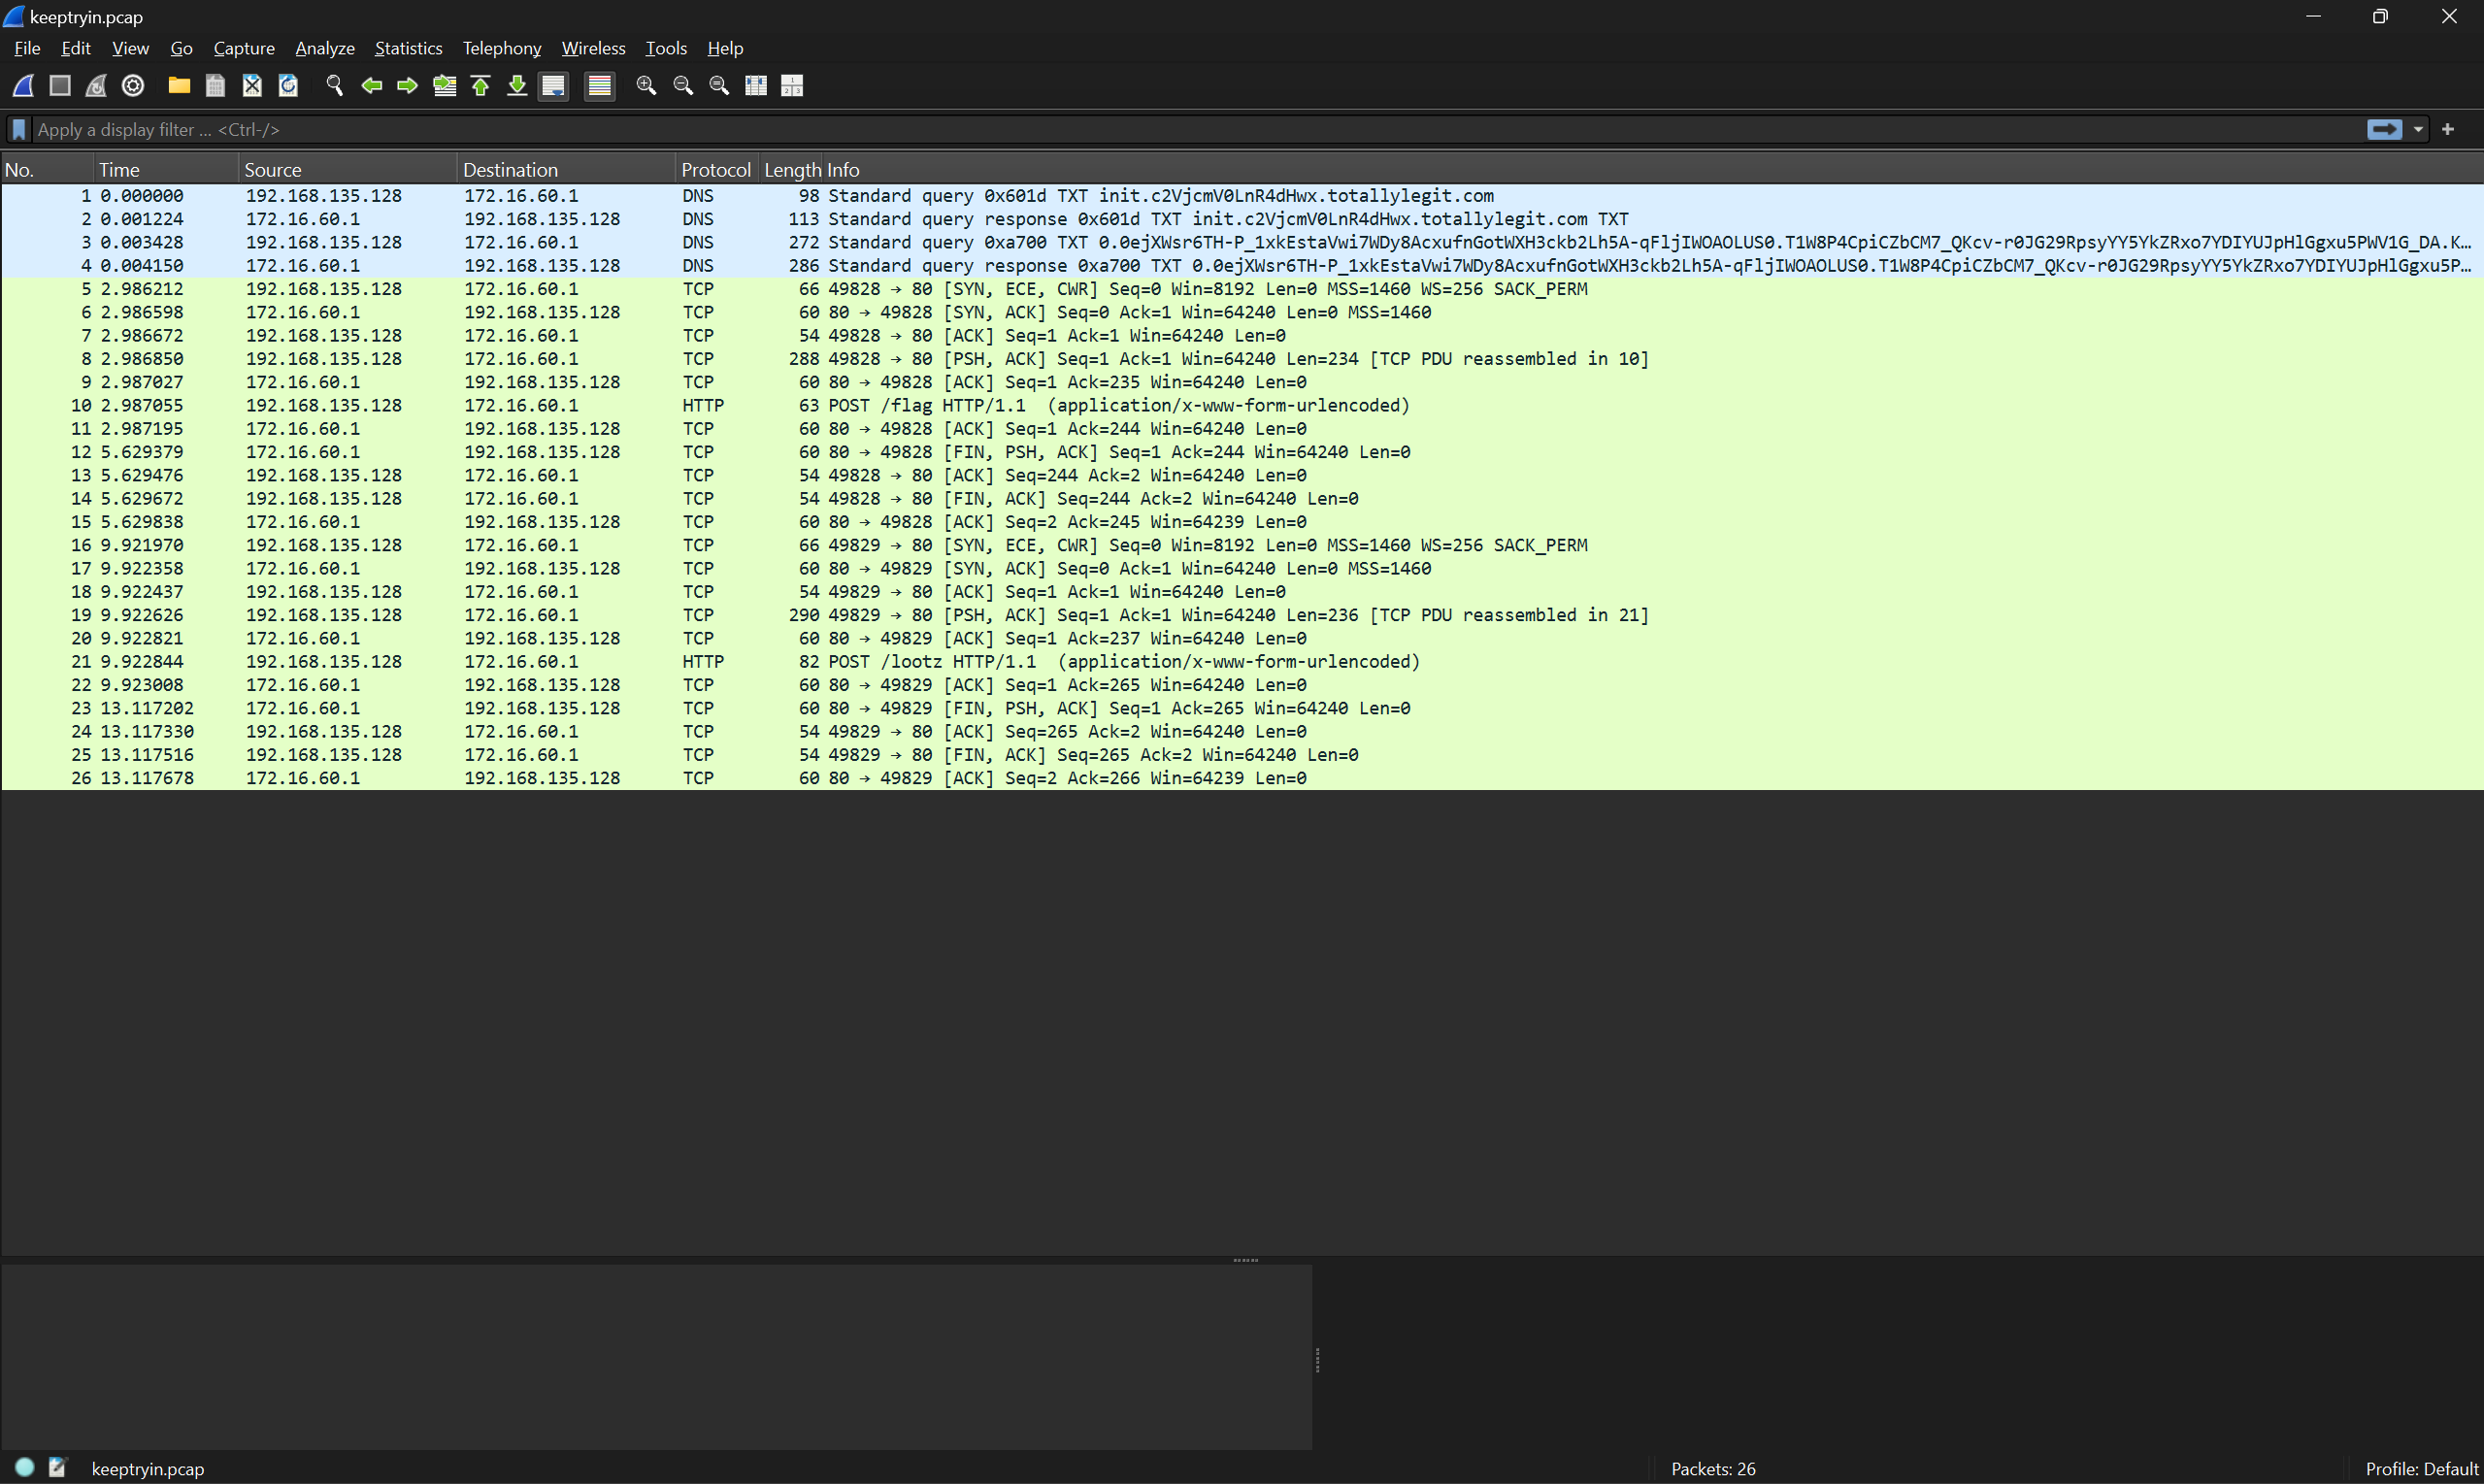 keeptryin.pcap
File Edit View Go Capture Analyze Statistics Telephony Wireless Tools Help
Apply a display filter ... <Ctrl-/>
No. Time Source Destination Protocol Length Info
1 0.000000 192.168.135.128 172.16.60.1 DNS 98 Standard query 0x601d TXT init.c2VjcmV0LnR4dHwx.totallylegit.com
2 0.001224 172.16.60.1 192.168.135.128 DNS 113 Standard query response 0x601d TXT init.c2VjcmV0LnR4dHwx.totallylegit.com TXT
3 0.003428 192.168.135.128 172.16.60.1 DNS 272 Standard query 0xa700 TXT 0.0ejXWsr6TH-P_1xkEstaVwi7WDy8AcxufnGotWXH3ckb2Lh5A-qFljIWOAOLUS0.T1W8P4CpiCZbCM7_QKcv-r0JG29RpsyYY5YkZRxo7YDIYUJpHlGgxu5PWV1G_DA.K…
4 0.004150 172.16.60.1 192.168.135.128 DNS 286 Standard query response 0xa700 TXT 0.0ejXWsr6TH-P_1xkEstaVwi7WDy8AcxufnGotWXH3ckb2Lh5A-qFljIWOAOLUS0.T1W8P4CpiCZbCM7_QKcv-r0JG29RpsyYY5YkZRxo7YDIYUJpHlGgxu5P…
5 2.986212 192.168.135.128 172.16.60.1 TCP 66 49828 → 80 [SYN, ECE, CWR] Seq=0 Win=8192 Len=0 MSS=1460 WS=256 SACK_PERM
6 2.986598 172.16.60.1 192.168.135.128 TCP 60 80 → 49828 [SYN, ACK] Seq=0 Ack=1 Win=64240 Len=0 MSS=1460
7 2.986672 192.168.135.128 172.16.60.1 TCP 54 49828 → 80 [ACK] Seq=1 Ack=1 Win=64240 Len=0
8 2.986850 192.168.135.128 172.16.60.1 TCP 288 49828 → 80 [PSH, ACK] Seq=1 Ack=1 Win=64240 Len=234 [TCP PDU reassembled in 10]
9 2.987027 172.16.60.1 192.168.135.128 TCP 60 80 → 49828 [ACK] Seq=1 Ack=235 Win=64240 Len=0
10 2.987055 192.168.135.128 172.16.60.1 HTTP 63 POST /flag HTTP/1.1 (application/x-www-form-urlencoded)
11 2.987195 172.16.60.1 192.168.135.128 TCP 60 80 → 49828 [ACK] Seq=1 Ack=244 Win=64240 Len=0
12 5.629379 172.16.60.1 192.168.135.128 TCP 60 80 → 49828 [FIN, PSH, ACK] Seq=1 Ack=244 Win=64240 Len=0
13 5.629476 192.168.135.128 172.16.60.1 TCP 54 49828 → 80 [ACK] Seq=244 Ack=2 Win=64240 Len=0
14 5.629672 192.168.135.128 172.16.60.1 TCP 54 49828 → 80 [FIN, ACK] Seq=244 Ack=2 Win=64240 Len=0
15 5.629838 172.16.60.1 192.168.135.128 TCP 60 80 → 49828 [ACK] Seq=2 Ack=245 Win=64239 Len=0
16 9.921970 192.168.135.128 172.16.60.1 TCP 66 49829 → 80 [SYN, ECE, CWR] Seq=0 Win=8192 Len=0 MSS=1460 WS=256 SACK_PERM
17 9.922358 172.16.60.1 192.168.135.128 TCP 60 80 → 49829 [SYN, ACK] Seq=0 Ack=1 Win=64240 Len=0 MSS=1460
18 9.922437 192.168.135.128 172.16.60.1 TCP 54 49829 → 80 [ACK] Seq=1 Ack=1 Win=64240 Len=0
19 9.922626 192.168.135.128 172.16.60.1 TCP 290 49829 → 80 [PSH, ACK] Seq=1 Ack=1 Win=64240 Len=236 [TCP PDU reassembled in 21]
20 9.922821 172.16.60.1 192.168.135.128 TCP 60 80 → 49829 [ACK] Seq=1 Ack=237 Win=64240 Len=0
21 9.922844 192.168.135.128 172.16.60.1 HTTP 82 POST /lootz HTTP/1.1 (application/x-www-form-urlencoded)
22 9.923008 172.16.60.1 192.168.135.128 TCP 60 80 → 49829 [ACK] Seq=1 Ack=265 Win=64240 Len=0
23 13.117202 172.16.60.1 192.168.135.128 TCP 60 80 → 49829 [FIN, PSH, ACK] Seq=1 Ack=265 Win=64240 Len=0
24 13.117330 192.168.135.128 172.16.60.1 TCP 54 49829 → 80 [ACK] Seq=265 Ack=2 Win=64240 Len=0
25 13.117516 192.168.135.128 172.16.60.1 TCP 54 49829 → 80 [FIN, ACK] Seq=265 Ack=2 Win=64240 Len=0
26 13.117678 172.16.60.1 192.168.135.128 TCP 60 80 → 49829 [ACK] Seq=2 Ack=266 Win=64239 Len=0
keeptryin.pcap Packets: 26 Profile: Default